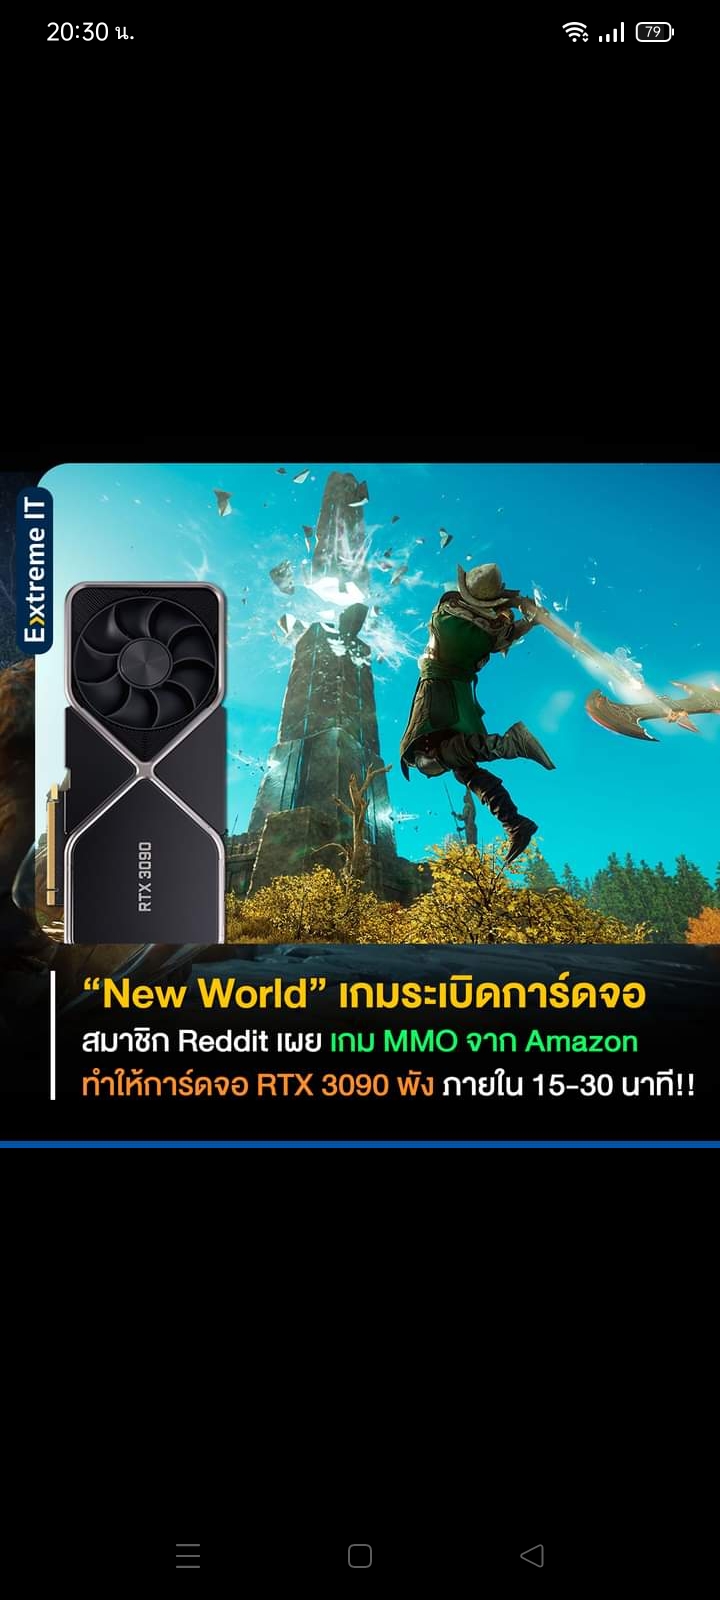 20:30 น.
79
Extreme IT
RTX 3090
“New World” เกมระเบิดการ์ดจอ
สมาชิก Reddit เผย เกม MMO จาก Amazon
ทำให้การ์ดจอ RTX 3090 พัง ภายใน 15-30 นาที!!